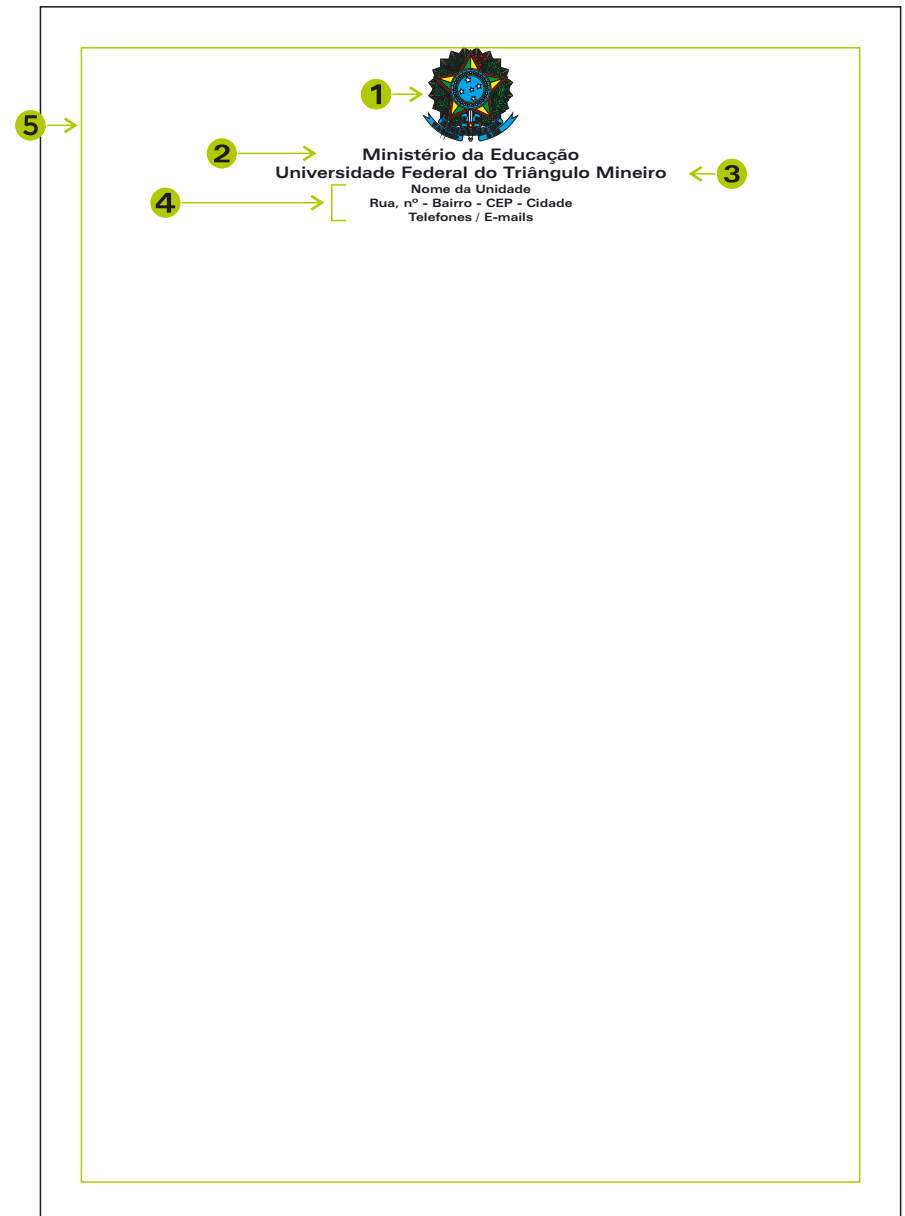 1
5
2
Ministério da Educação
Universidade Federal do Triângulo Mineiro
3
4
Nome da Unidade
Rua, nº - Bairro - CEP - Cidade
Telefones / E-mails